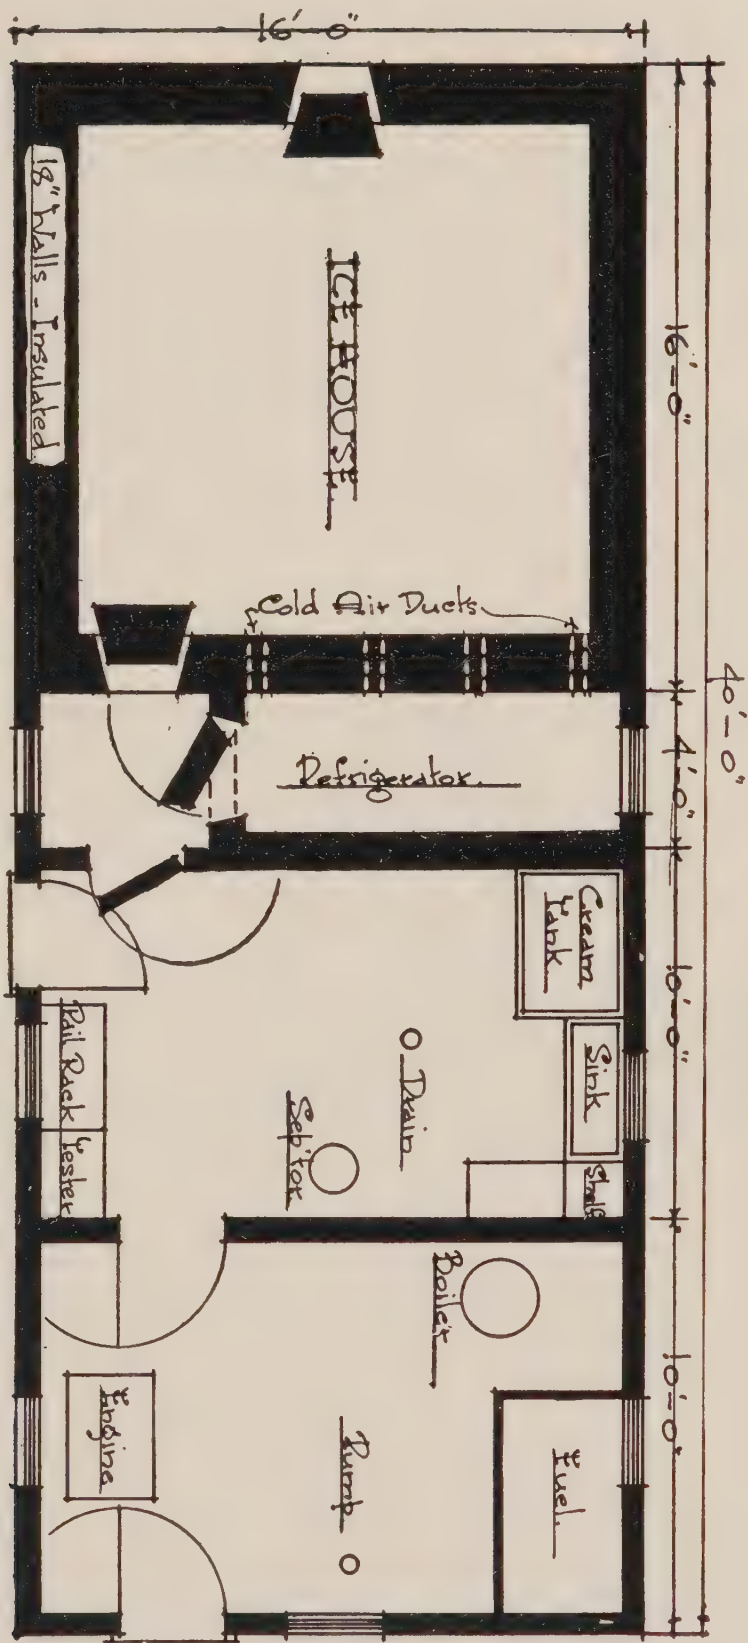 16'-0"
18" Walls - Insulated
ICE HOUSE
16'-0"
40'-0"
Cold Air Ducts
Refrigerator.
4'-0"
Cream
Tank
Sink
Shelf
10'-0"
Drain
Sep'tor
Pail Rack
Tester
Boiler
Fuel.
Engine
Pump
10'-0"